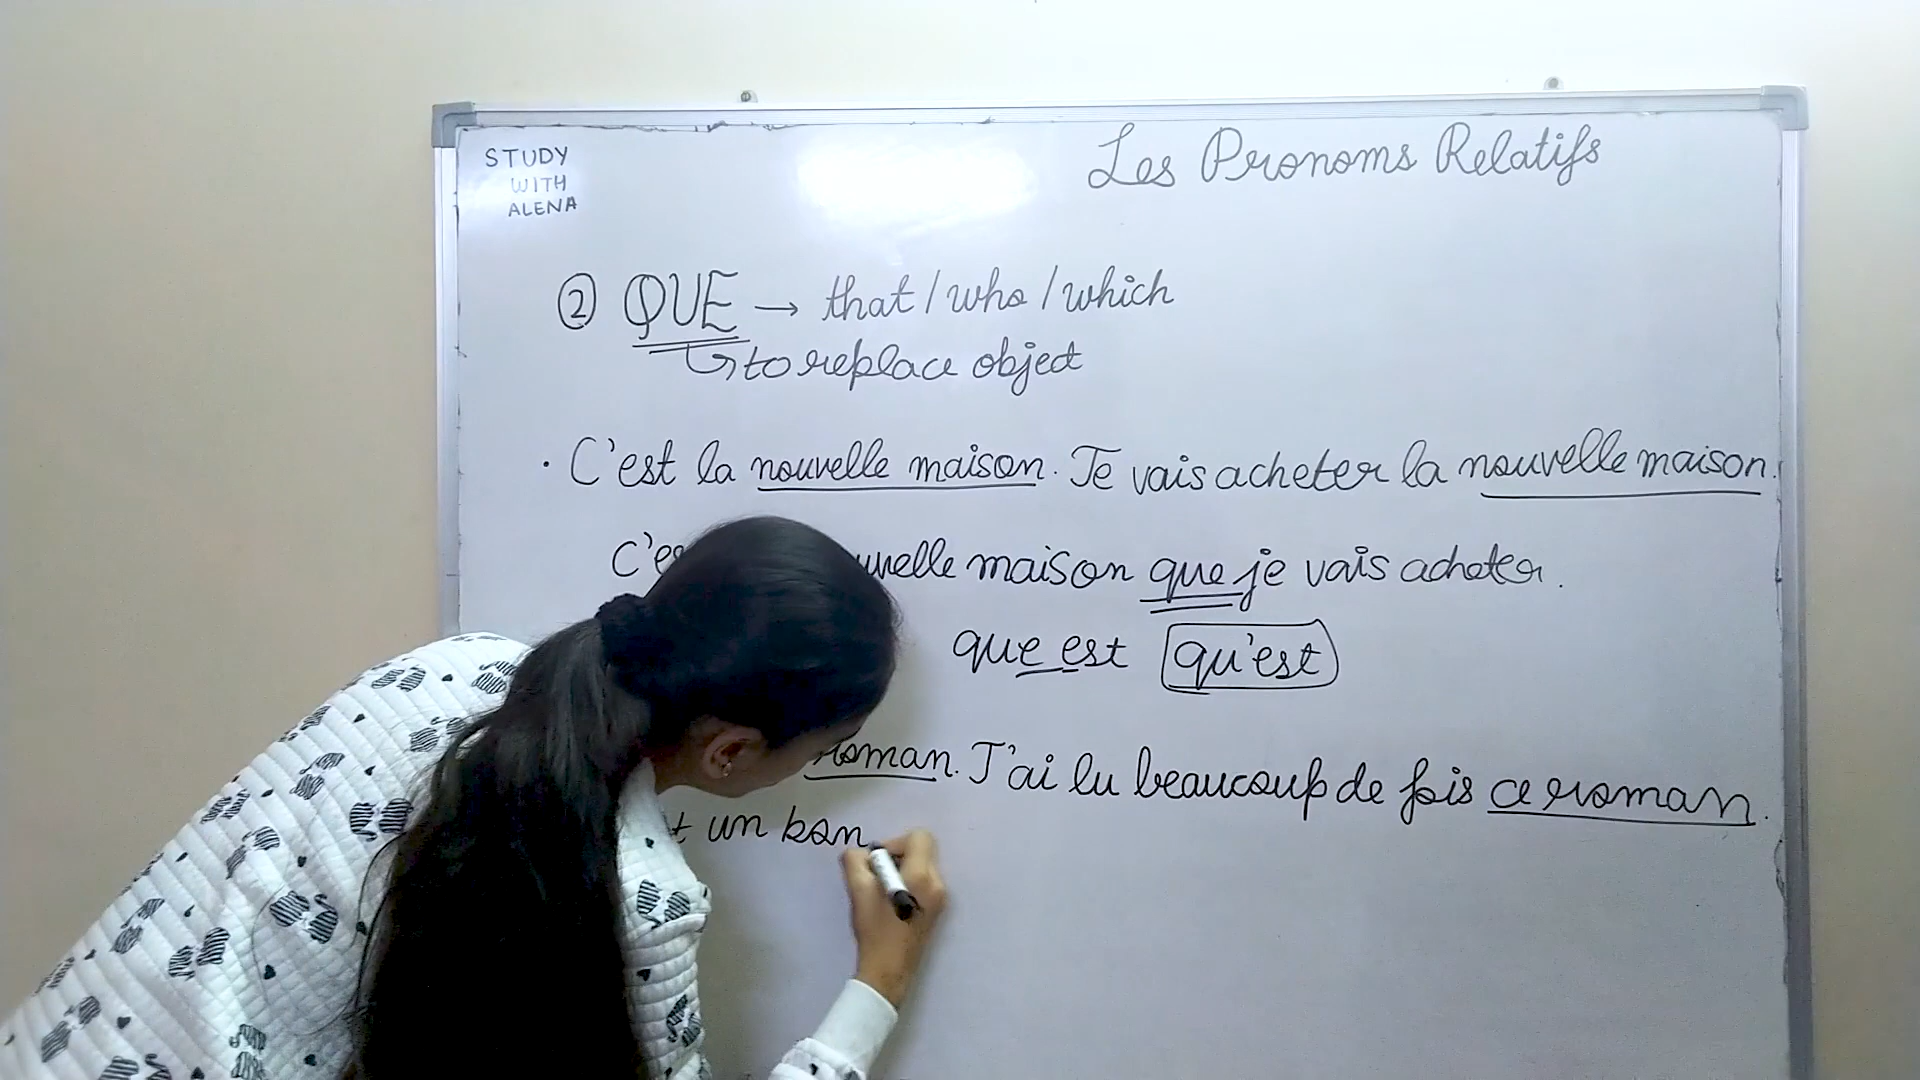 STUDY
WITH
ALENA
Les Pronoms Relatifs
② QUE → that / who / which
↪ to replace object
· C'est la nouvelle maison. Je vais acheter la nouvelle maison.
maison que je vais acheter.
que est qu'est
roman. J'ai lu beaucoup de fois ce roman.
un bon